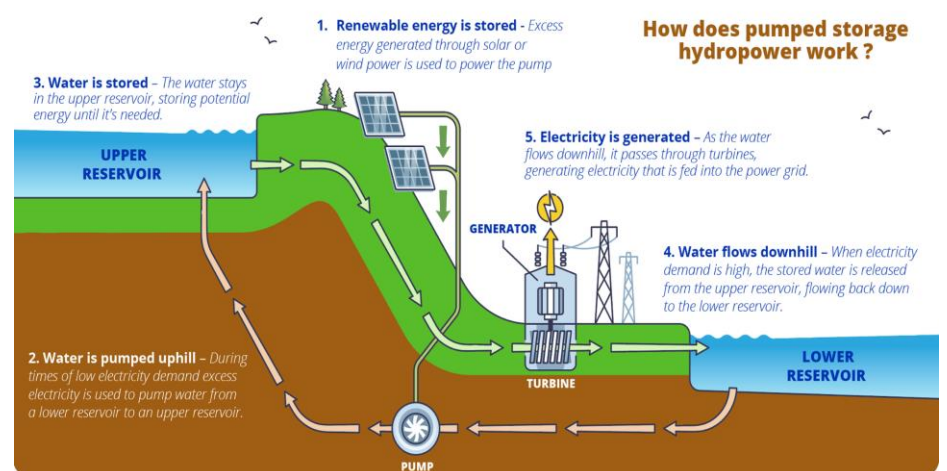 How does pumped storage
hydropower work ?
1. Renewable energy is stored - Excess
energy generated through solar or
wind power is used to power the pump
3. Water is stored – The water stays
in the upper reservoir, storing potential
energy until it's needed.
UPPER
RESERVOIR
5. Electricity is generated – As the water
flows downhill, it passes through turbines,
generating electricity that is fed into the power grid.
GENERATOR
4. Water flows downhill – When electricity
demand is high, the stored water is released
from the upper reservoir, flowing back down
to the lower reservoir.
2. Water is pumped uphill – During
times of low electricity demand excess
electricity is used to pump water from
a lower reservoir to an upper reservoir.
TURBINE
LOWER
RESERVOIR
PUMP